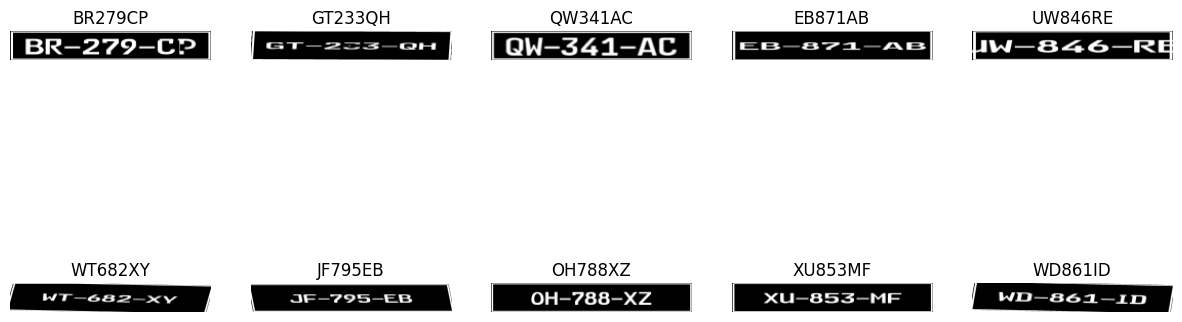 BR279CP GT233QH QW341AC EB871AB UW846RE
BR-279-CP GT-233-QH QW-341-AC EB-871-AB UW-846-RE
WT682XY JF795EB OH788XZ XU853MF WD861ID
WT-682-XY JF-795-EB OH-788-XZ XU-853-MF WD-861-ID